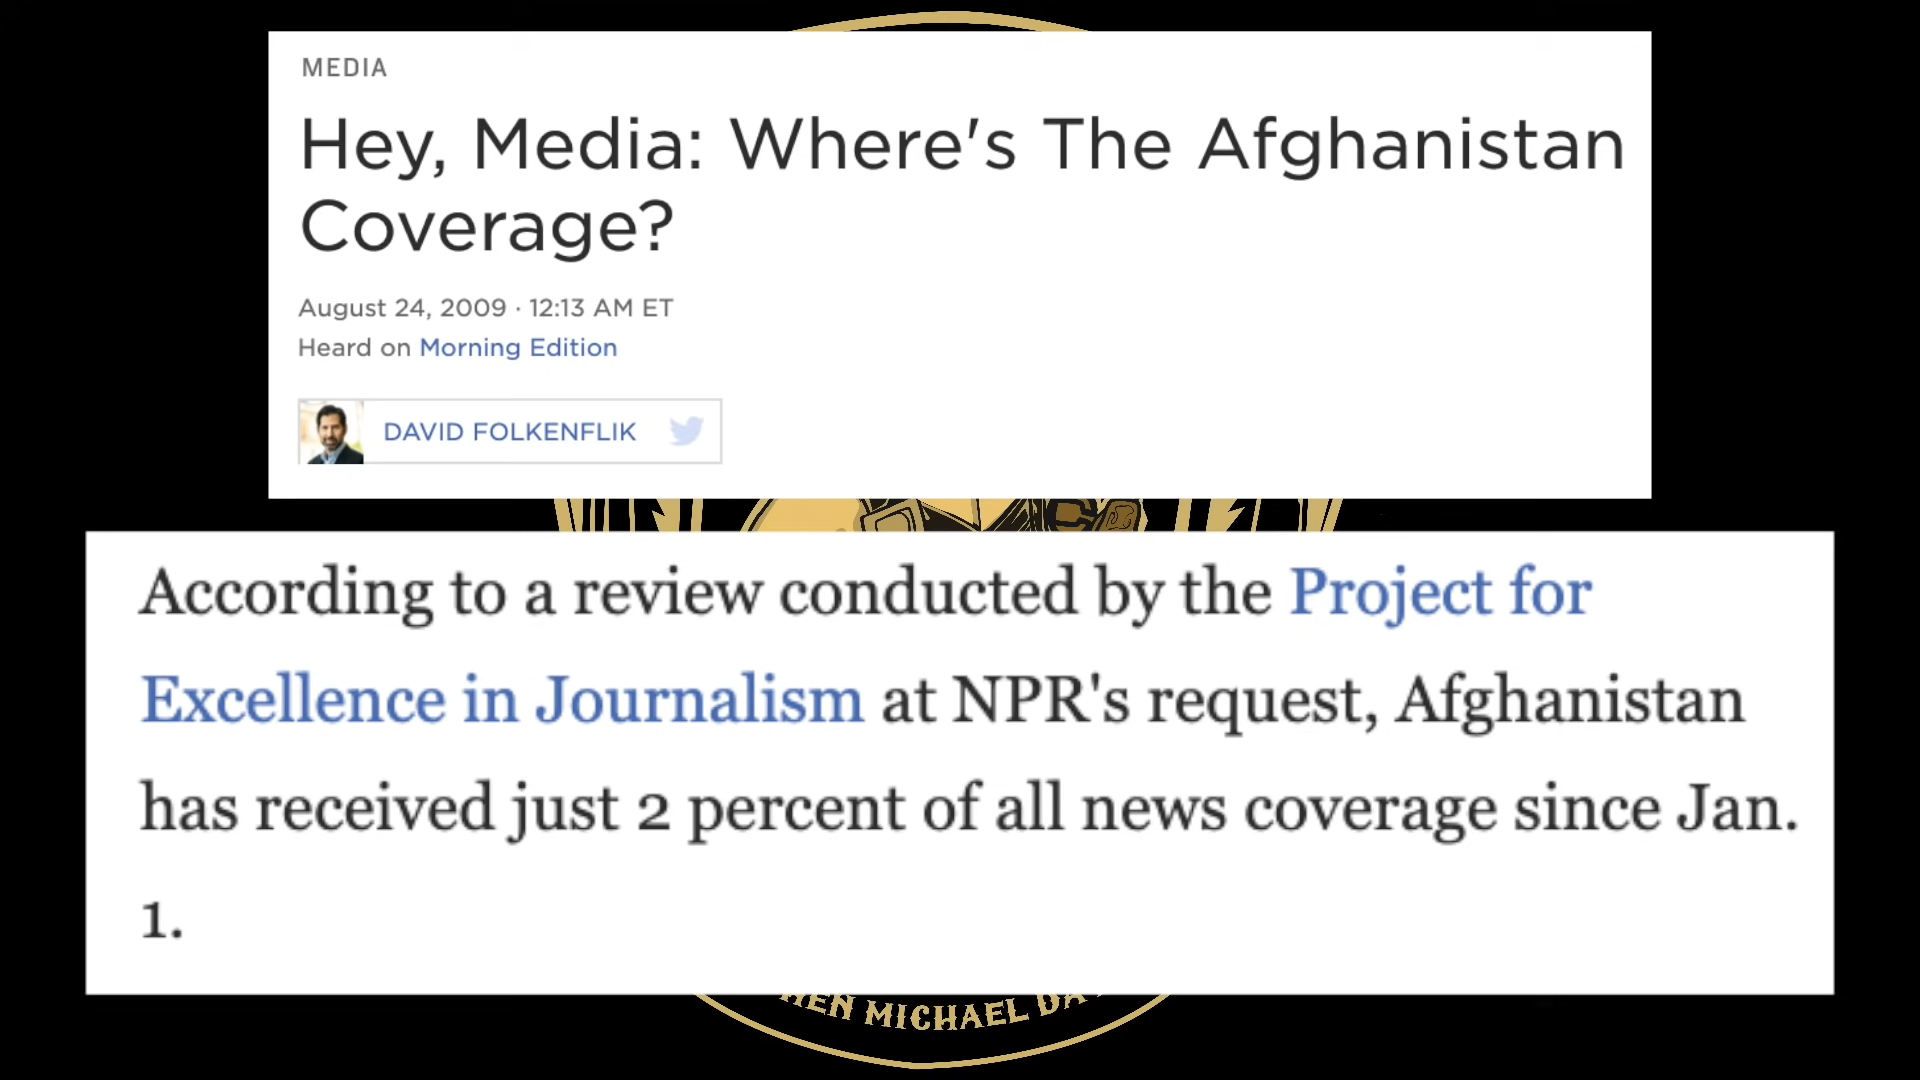 MEDIA
Hey, Media: Where's The Afghanistan
Coverage?
August 24, 2009 · 12:13 AM ET
Heard on Morning Edition
DAVID FOLKENFLIK
According to a review conducted by the Project for
Excellence in Journalism at NPR's request, Afghanistan
has received just 2 percent of all news coverage since Jan.
1.
MICHAEL